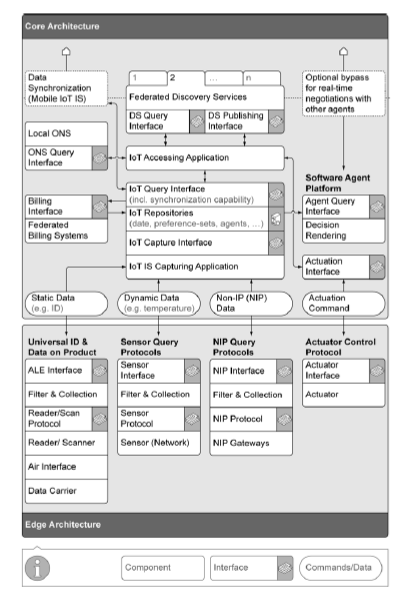 Core Architecture
Data
Synchronization
(Mobile IoT IS)
1
2
...
n
Federated Discovery Services
DS Query
Interface
DS Publishing
Interface
Optional bypass
for real-time
negotiations with
other agents
Local ONS
ONS Query
Interface
IoT Accessing Application
Software Agent
Platform
IoT Query Interface
(incl. synchronization capability)
Billing
Interface
Federated
Billing Systems
IoT Repositories
(date, preference-sets, agents, ...)
Agent Query
Interface
Decision
Rendering
IoT Capture Interface
IoT IS Capturing Application
Actuation
Interface
Static Data
(e.g. ID)
Dynamic Data
(e.g. temperature)
Non-IP (NIP)
Data
Actuation
Command
Universal ID &
Data on Product
Sensor Query
Protocols
NIP Query
Protocols
Actuator Control
Protocol
ALE Interface
Sensor
Interface
NIP Interface
Actuator
Interface
Filter & Collection
Filter & Collection
Filter & Collection
Actuator
Reader/Scan
Protocol
Sensor
Protocol
NIP Protocol
Reader/ Scanner
Sensor (Network)
NIP Gateways
Air Interface
Data Carrier
Edge Architecture
i
Component
Interface
Commands/Data